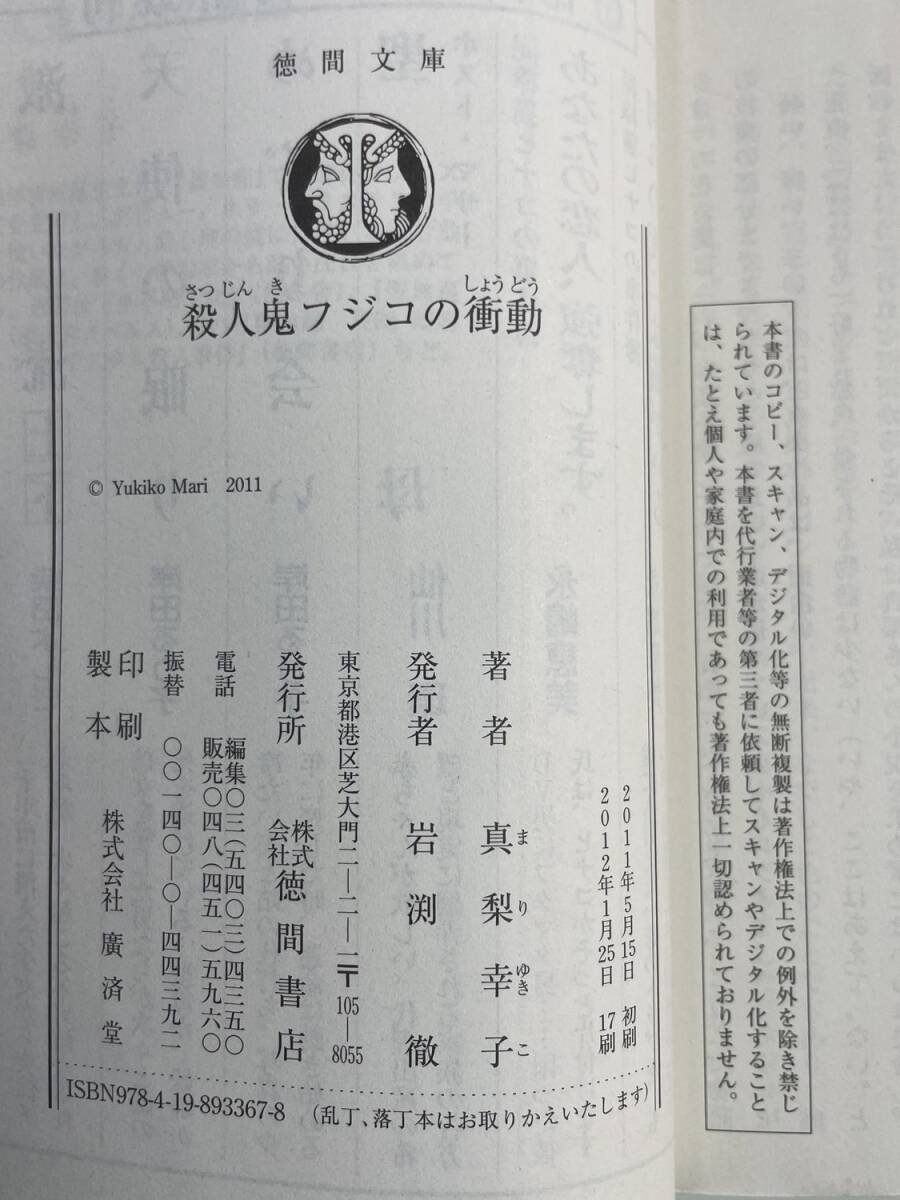 本書のコピー、スキャン、デジタル化等の無断複製は著作権法上での例外を除き禁じ
られています。本書を代行業者等の第三者に依頼してスキャンやデジタル化すること
は、たとえ個人や家庭内での利用であっても著作権法上一切認められておりません。
徳間文庫
さつじんき しょうどう
殺人鬼フジコの衝動
© Yukiko Mari 2011
2011年5月15日 初刷
2012年1月25日 17刷
著者 真梨幸子
まりゆきこ
発行者 岩渕徹
東京都港区芝大門二―二―一〒105―8055
発行所 株式会社徳間書店
電話 編集〇三(五四〇三)四三五〇
販売〇四八(四五一)五九六〇
振替 〇〇一四〇―〇―四四三九二
印刷
製本 株式会社廣済堂
ISBN978-4-19-893367-8 (乱丁、落丁本はお取りかえいたします)